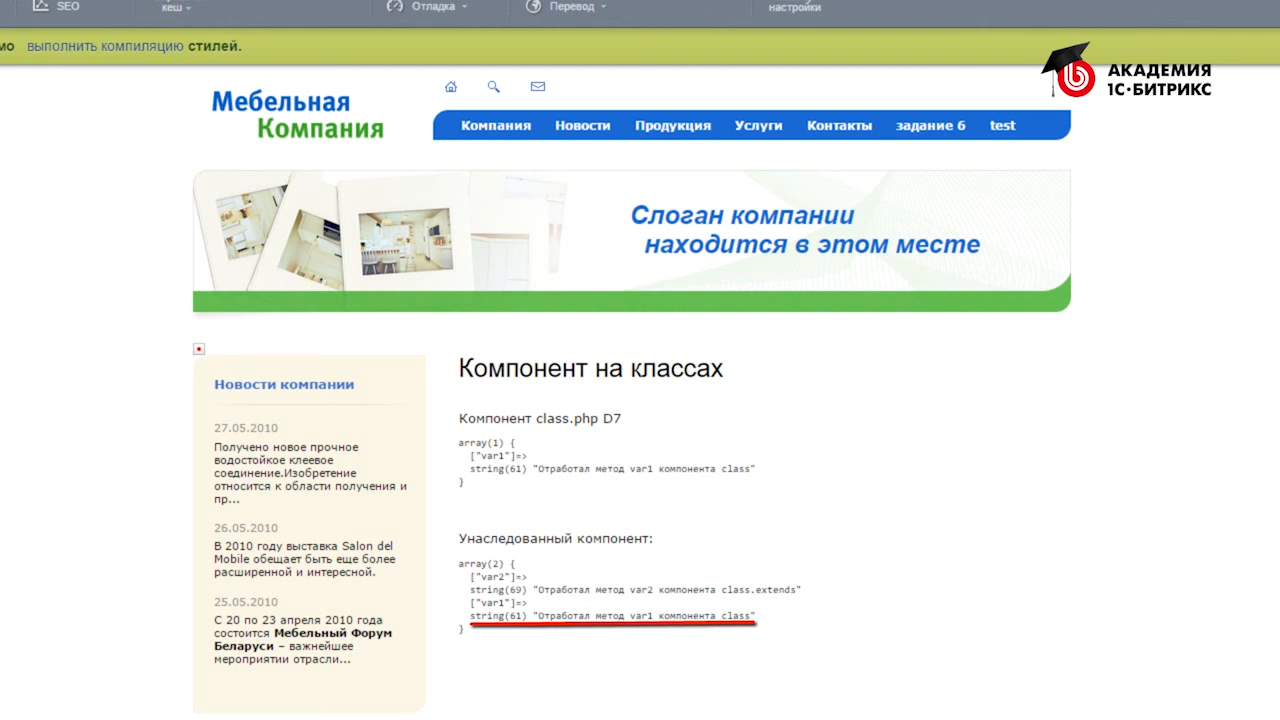 SEO
кеш
Отладка
Перевод
настройки
мо выполнить компиляцию стилей.
АКАДЕМИЯ
1С·БИТРИКС
Мебельная
Компания
Компания Новости Продукция Услуги Контакты задание 6 test
Слоган компании
находится в этом месте
Новости компании
27.05.2010
Получено новое прочное
водостойкое клеевое
соединение.Изобретение
относится к области получения и
пр...
26.05.2010
В 2010 году выставка Salon del
Mobile обещает быть еще более
расширенной и интересной.
25.05.2010
С 20 по 23 апреля 2010 года
состоится Мебельный Форум
Беларуси – важнейшее
мероприятии отрасли...
Компонент на классах
Компонент class.php D7
array(1) {
["var1"]=>
string(61) "Отработал метод var1 компонента class"
}
Унаследованный компонент:
array(2) {
["var2"]=>
string(69) "Отработал метод var2 компонента class.extends"
["var1"]=>
string(61) "Отработал метод var1 компонента class"
}